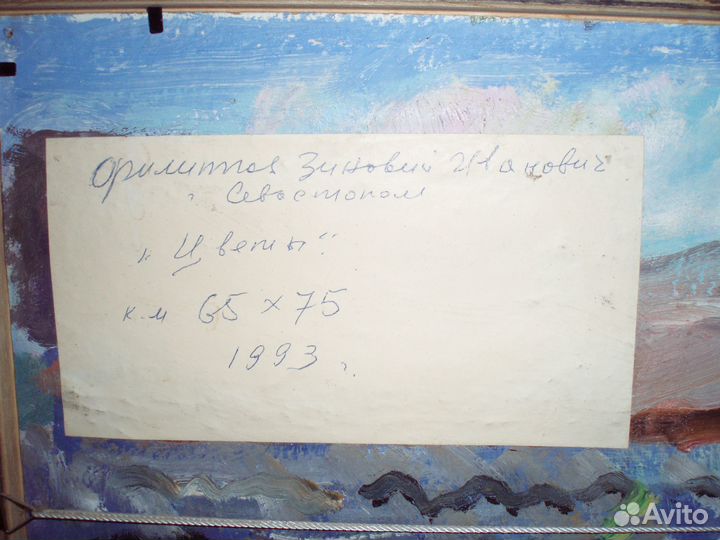 Филиппов Зиновий Иванович
г. Севастополь
"Цветы".
к.м 65 x 75
1993 г.
Avito